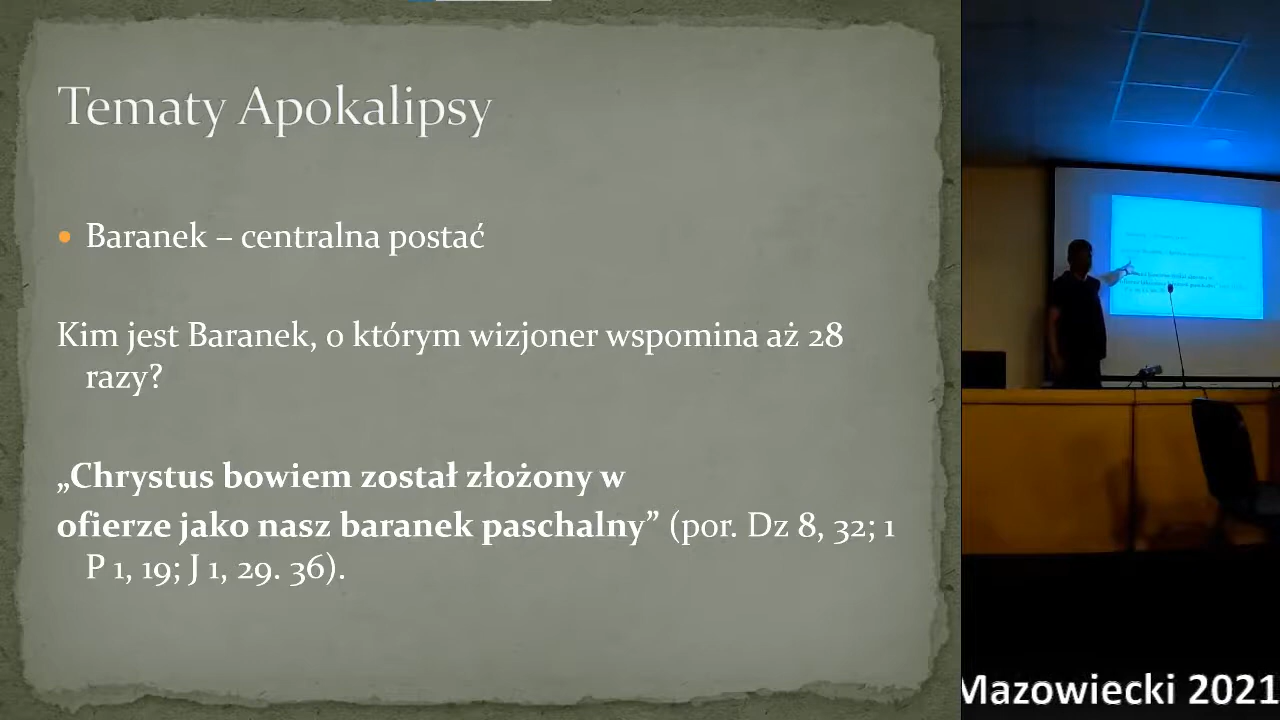 Tematy Apokalipsy
• Baranek – centralna postać
Kim jest Baranek, o którym wizjoner wspomina aż 28
razy?
„Chrystus bowiem został złożony w
ofierze jako nasz baranek paschalny” (por. Dz 8, 32; 1
P 1, 19; J 1, 29. 36).
Mazowiecki 2021